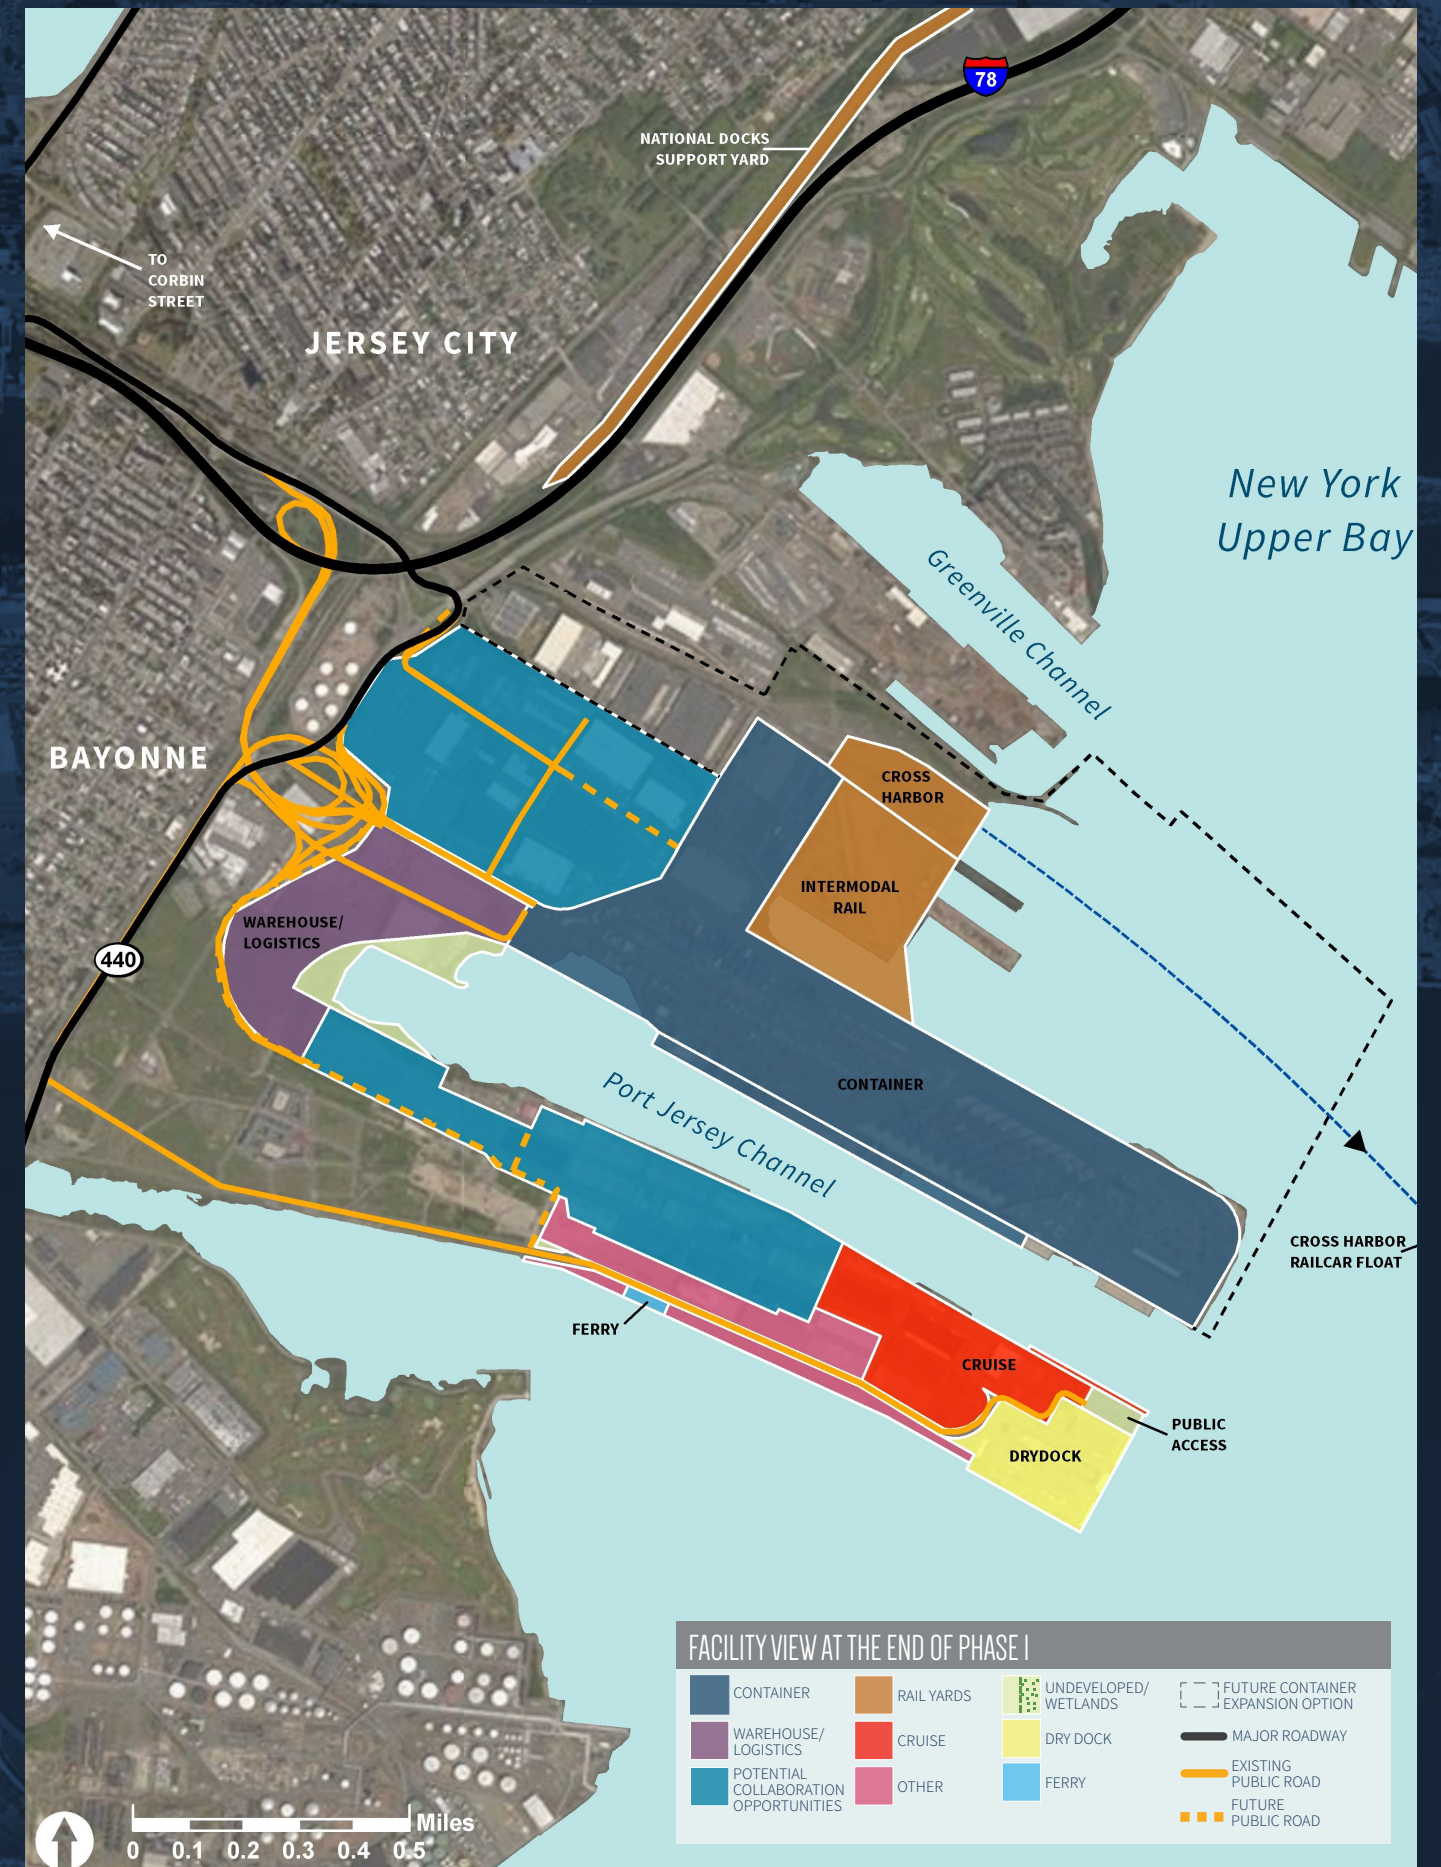 78
NATIONAL DOCKS
SUPPORT YARD
TO
CORBIN
STREET
JERSEY CITY
New York
Upper Bay
Greenville Channel
BAYONNE
CROSS
HARBOR
INTERMODAL
RAIL
WAREHOUSE/
LOGISTICS
440
CONTAINER
Port Jersey Channel
CROSS HARBOR
RAILCAR FLOAT
FERRY
CRUISE
PUBLIC
ACCESS
DRYDOCK
FACILITY VIEW AT THE END OF PHASE I
CONTAINER
WAREHOUSE/
LOGISTICS
POTENTIAL
COLLABORATION
OPPORTUNITIES
RAIL YARDS
CRUISE
OTHER
UNDEVELOPED/
WETLANDS
DRY DOCK
FERRY
FUTURE CONTAINER
EXPANSION OPTION
MAJOR ROADWAY
EXISTING
PUBLIC ROAD
FUTURE
PUBLIC ROAD
Miles
0 0.1 0.2 0.3 0.4 0.5